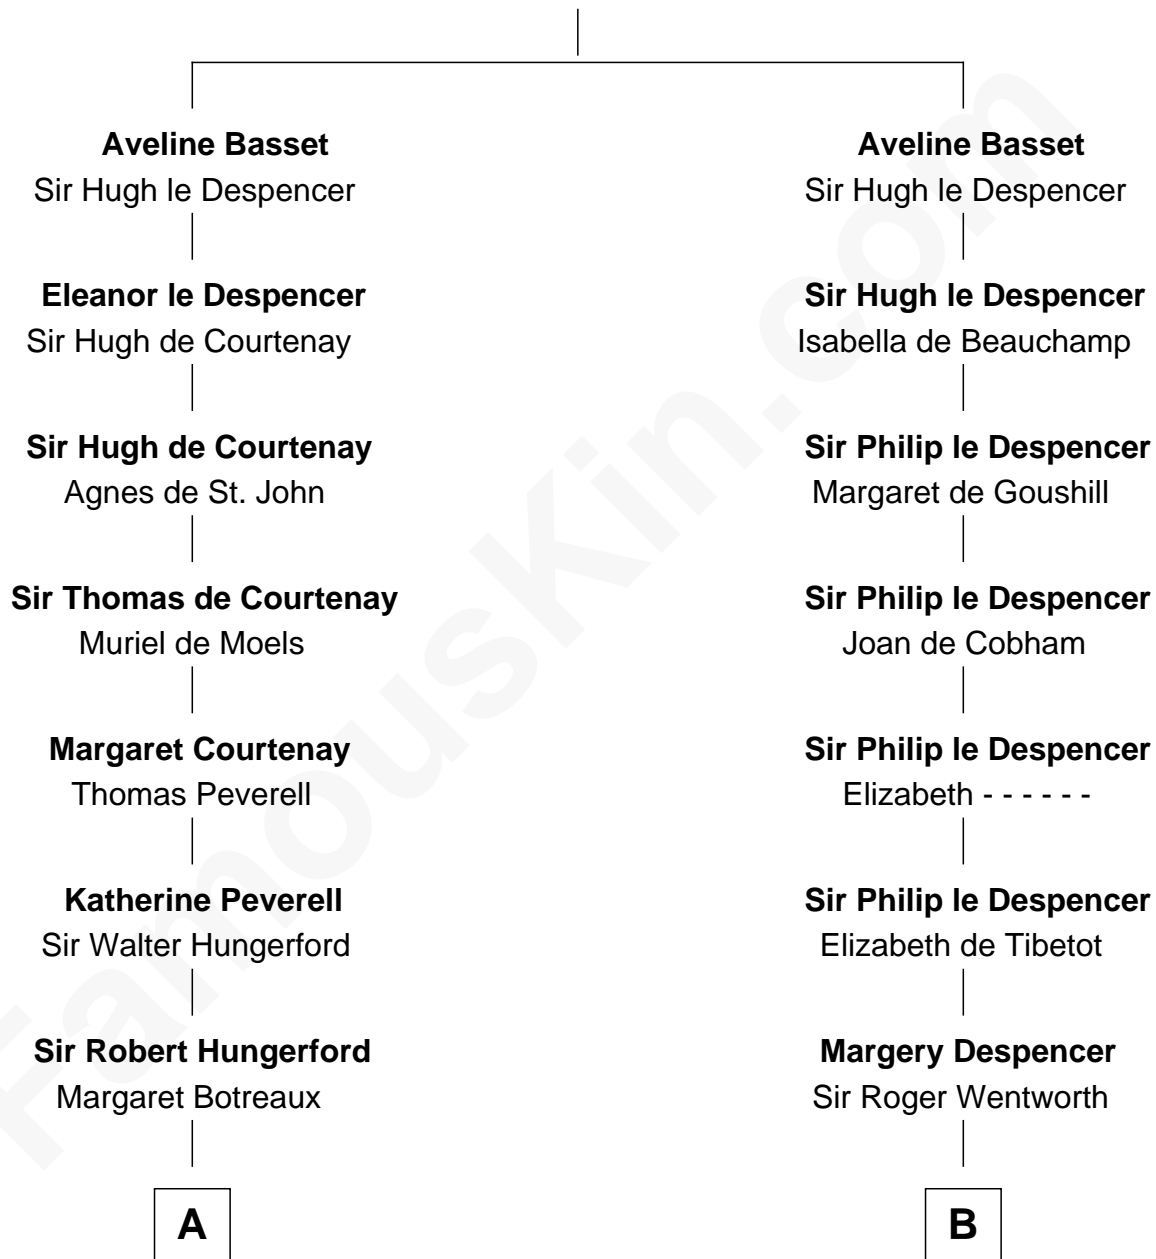 Aveline Basset
Sir Hugh le Despencer
Eleanor le Despencer
Sir Hugh de Courtenay
Sir Hugh de Courtenay
Agnes de St. John
Sir Thomas de Courtenay
Muriel de Moels
Margaret Courtenay
Thomas Peverell
Katherine Peverell
Sir Walter Hungerford
Sir Robert Hungerford
Margaret Botreaux
A
Aveline Basset
Sir Hugh le Despencer
Sir Hugh le Despencer
Isabella de Beauchamp
Sir Philip le Despencer
Margaret de Goushill
Sir Philip le Despencer
Joan de Cobham
Sir Philip le Despencer
Elizabeth - - - - - -
Sir Philip le Despencer
Elizabeth de Tibetot
Margery Despencer
Sir Roger Wentworth
B
FamousKin.com